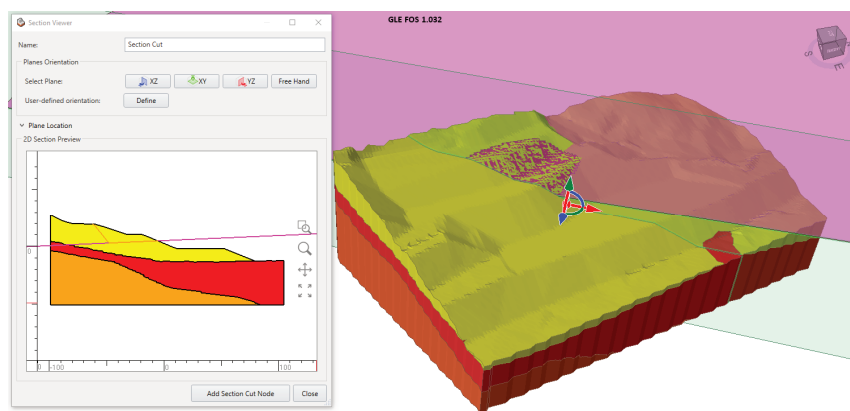 Section Viewer
GLE FOS 1.032
Name:
Section Cut
Planes Orientation
Select Plane:
XZ
XY
YZ
Free Hand
User-defined orientation:
Define
Plane Location
2D Section Preview
0
0
-100
0
100
Add Section Cut Node
Close
S
E